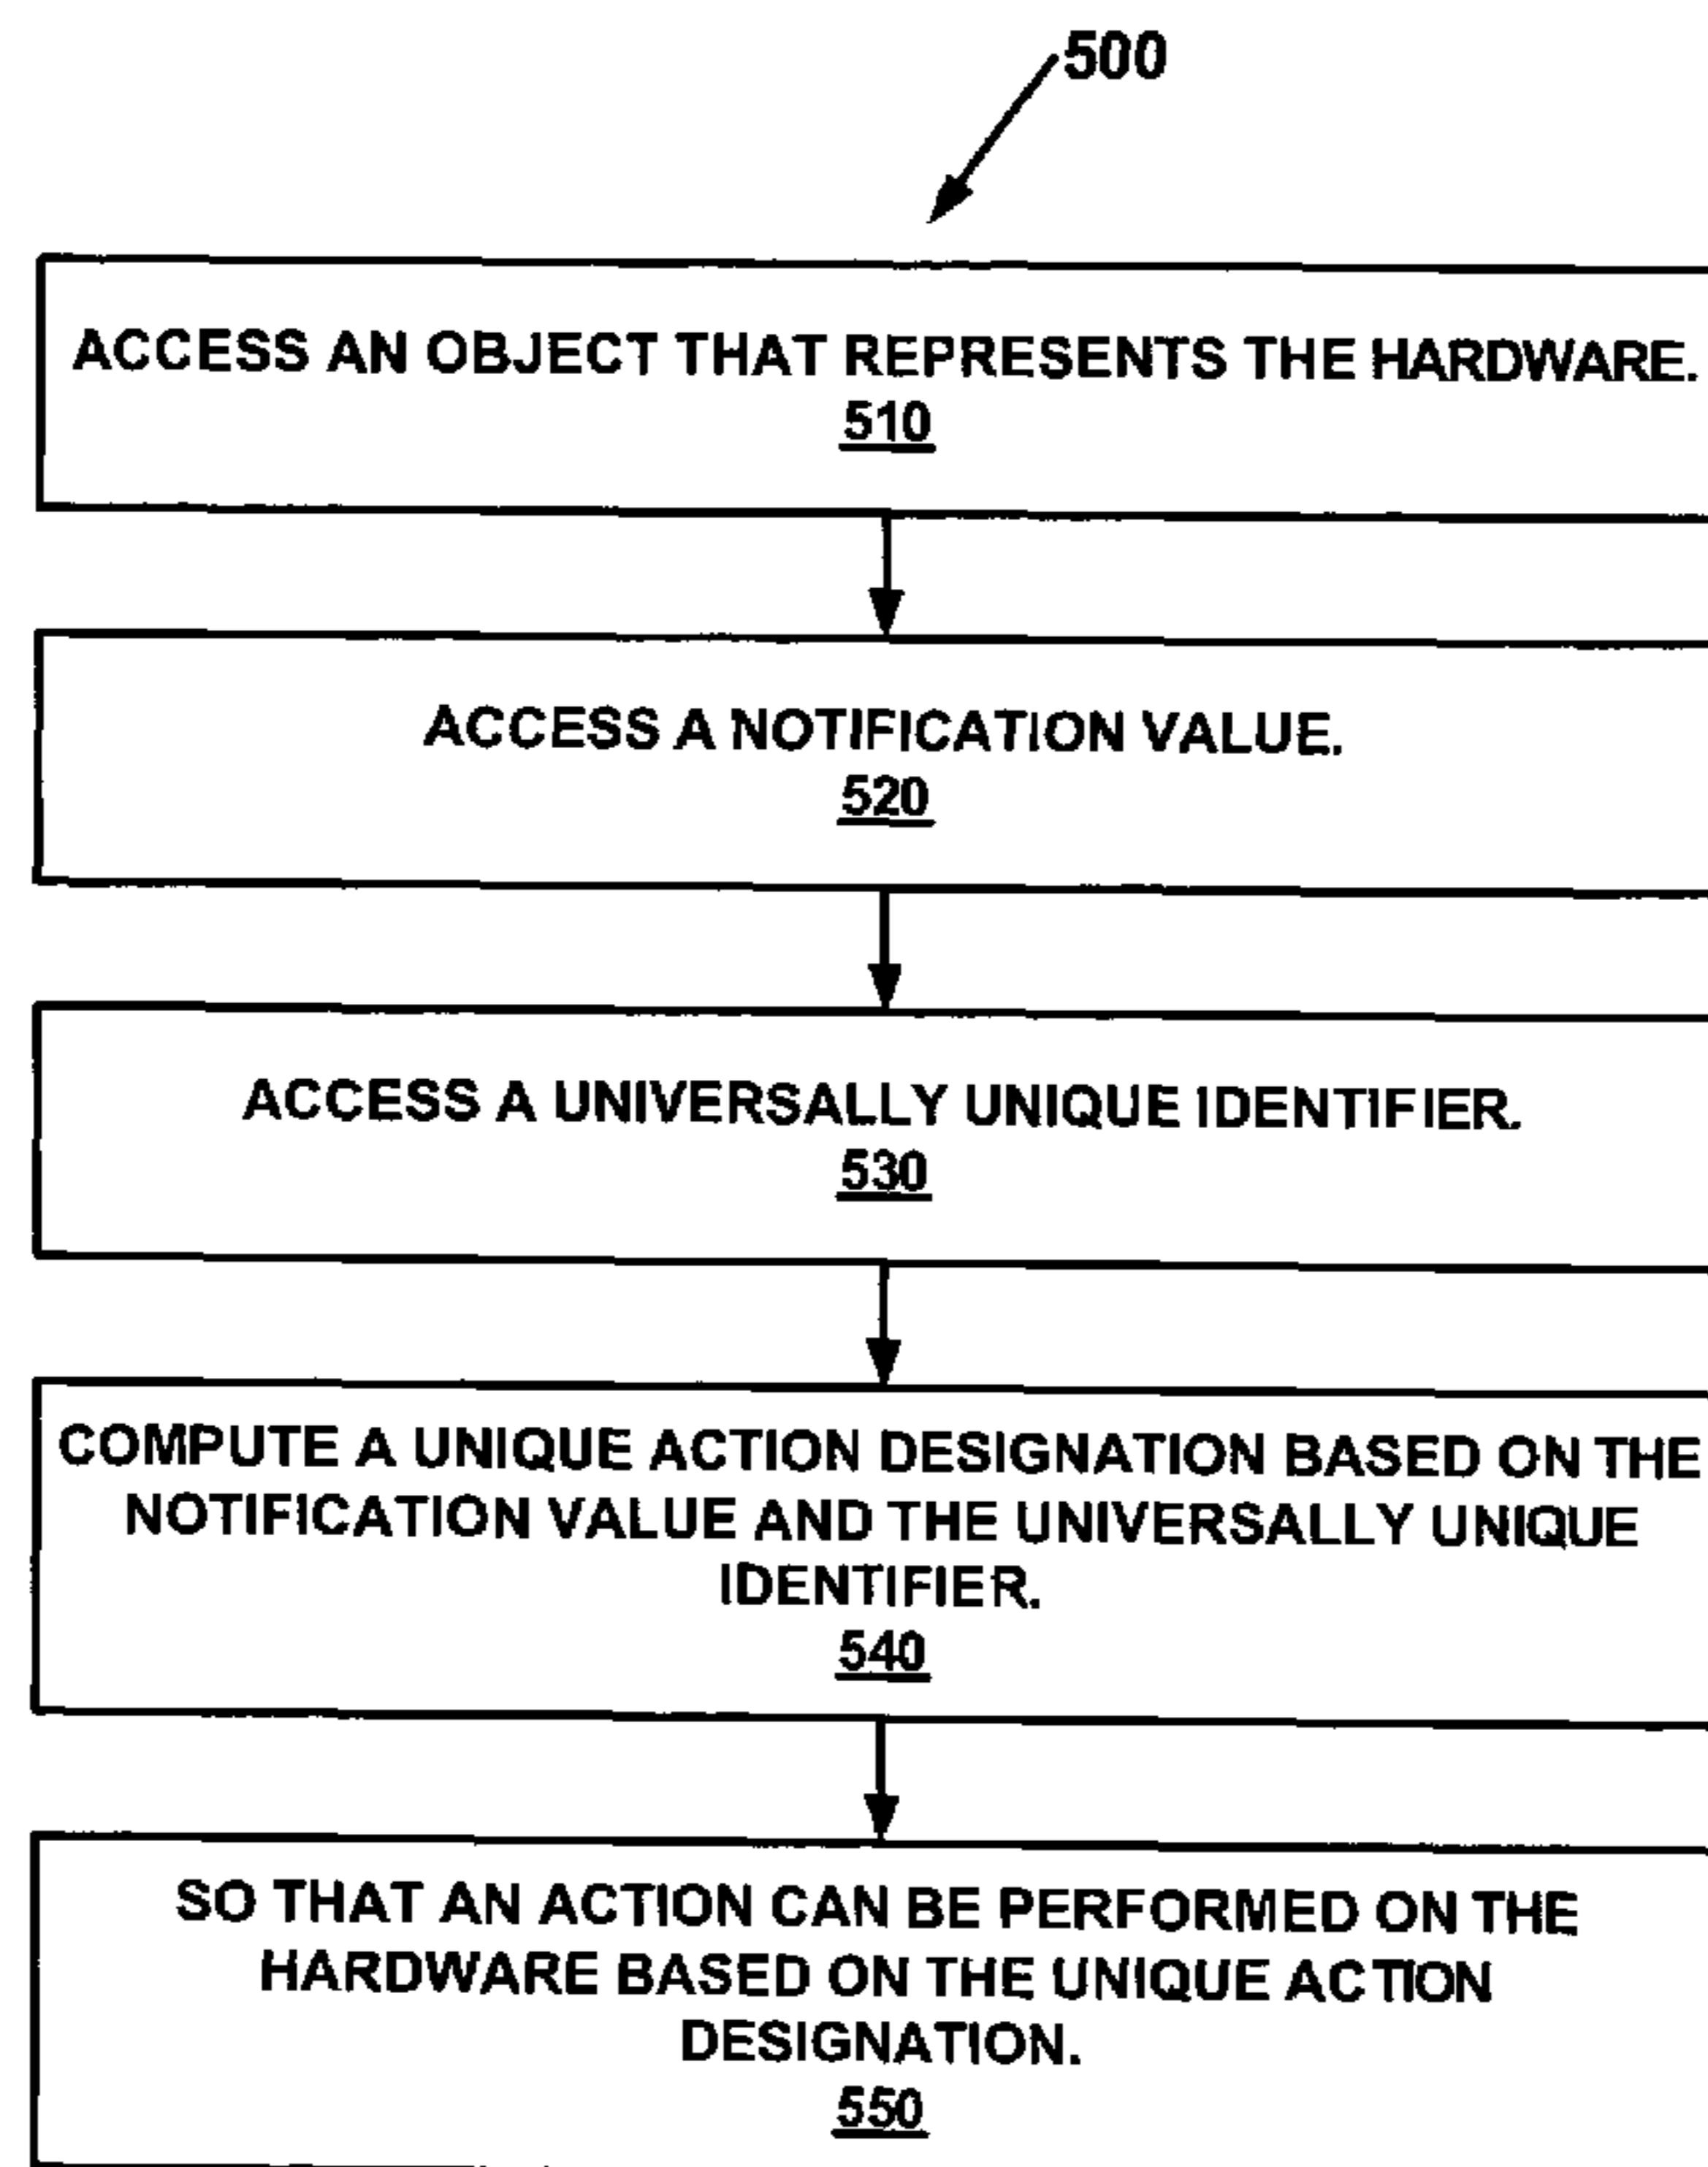 500
ACCESS AN OBJECT THAT REPRESENTS THE HARDWARE.
510
ACCESS A NOTIFICATION VALUE.
520
ACCESS A UNIVERSALLY UNIQUE IDENTIFIER.
530
COMPUTE A UNIQUE ACTION DESIGNATION BASED ON THE
NOTIFICATION VALUE AND THE UNIVERSALLY UNIQUE
IDENTIFIER.
540
SO THAT AN ACTION CAN BE PERFORMED ON THE
HARDWARE BASED ON THE UNIQUE ACTION
DESIGNATION.
550